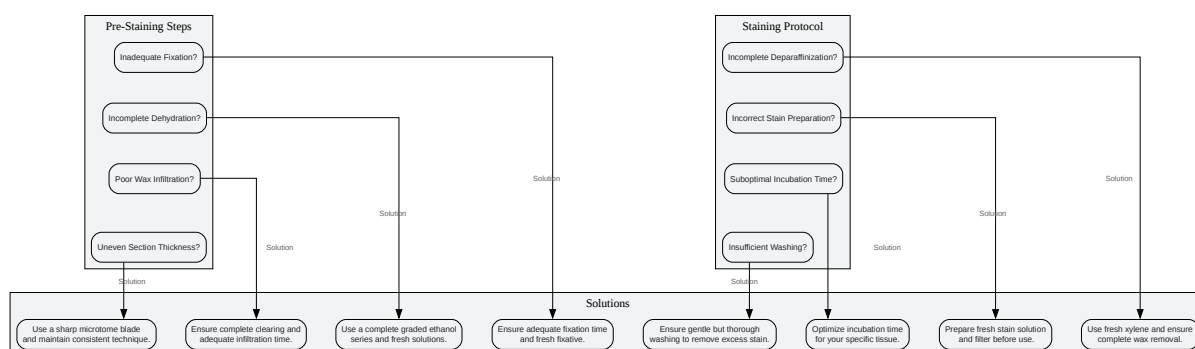 Pre-Staining Steps
Inadequate Fixation?
Incomplete Dehydration?
Poor Wax Infiltration?
Uneven Section Thickness?
Staining Protocol
Incomplete Deparaffinization?
Incorrect Stain Preparation?
Suboptimal Incubation Time?
Insufficient Washing?
Solution
Solution
Solution
Solution
Solution
Solution
Solution
Solution
Solutions
Use a sharp microtome blade
and maintain consistent technique.
Ensure complete clearing and
adequate infiltration time.
Use a complete graded ethanol
series and fresh solutions.
Ensure adequate fixation time
and fresh fixative.
Ensure gentle but thorough
washing to remove excess stain.
Optimize incubation time
for your specific tissue.
Prepare fresh stain solution
and filter before use.
Use fresh xylene and ensure
complete wax removal.